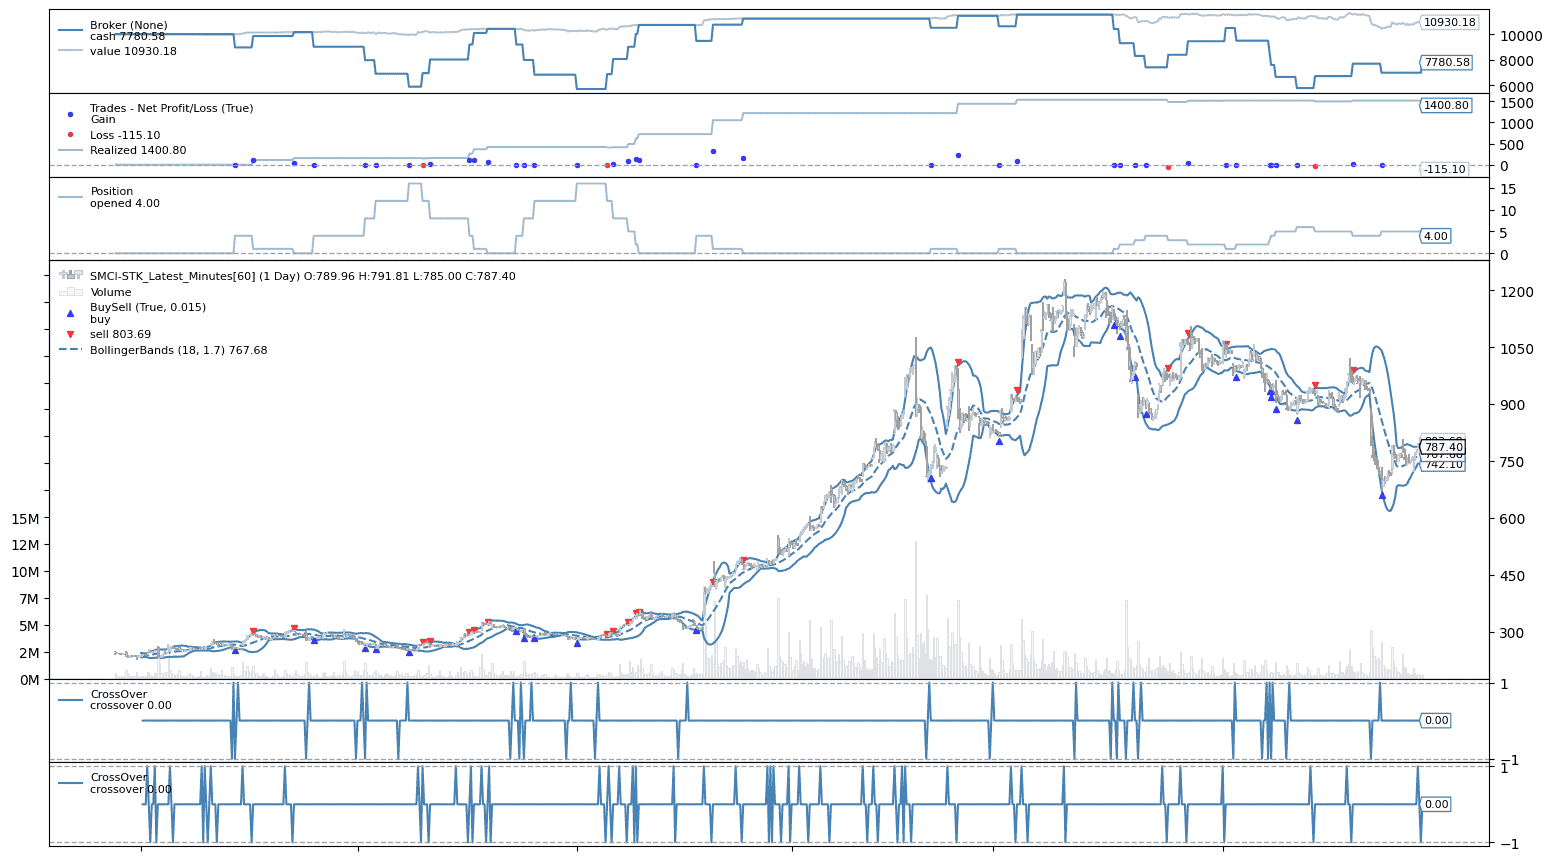 Broker (None)
cash 7780.58
value 10930.18
10930.18
10000
8000
7780.58
6000
Trades - Net Profit/Loss (True)
Gain
Loss -115.10
Realized 1400.80
1400.80
1500
1000
500
0
-115.10
Position
opened 4.00
15
10
5
4.00
0
SMCI-STK_Latest_Minutes[60] (1 Day) O:789.96 H:791.81 L:785.00 C:787.40
Volume
BuySell (True, 0.015)
buy
sell 803.69
BollingerBands (18, 1.7) 767.68
1200
1050
900
787.40
742.10
750
600
450
300
15M
12M
10M
7M
5M
2M
0M
CrossOver
crossover 0.00
1
0.00
−1
CrossOver
crossover 0.00
1
0.00
−1